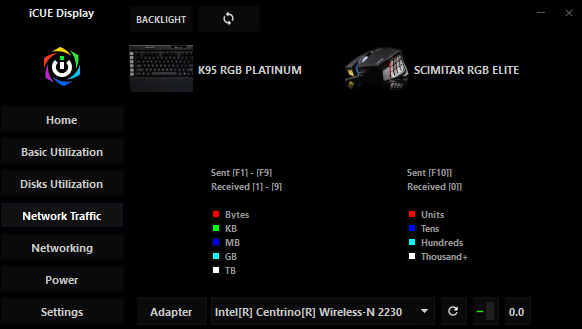 iCUE Display
BACKLIGHT
K95 RGB PLATINUM
SCIMITAR RGB ELITE
Home
Basic Utilization
Disks Utilization
Network Traffic
Networking
Power
Settings
Sent [F1] - [F9]
Received [1] - [9]
Bytes
KB
MB
GB
TB
Sent [F10]]
Received [0]]
Units
Tens
Hundreds
Thousand+
Adapter
Intel[R] Centrino[R] Wireless-N 2230
0.0